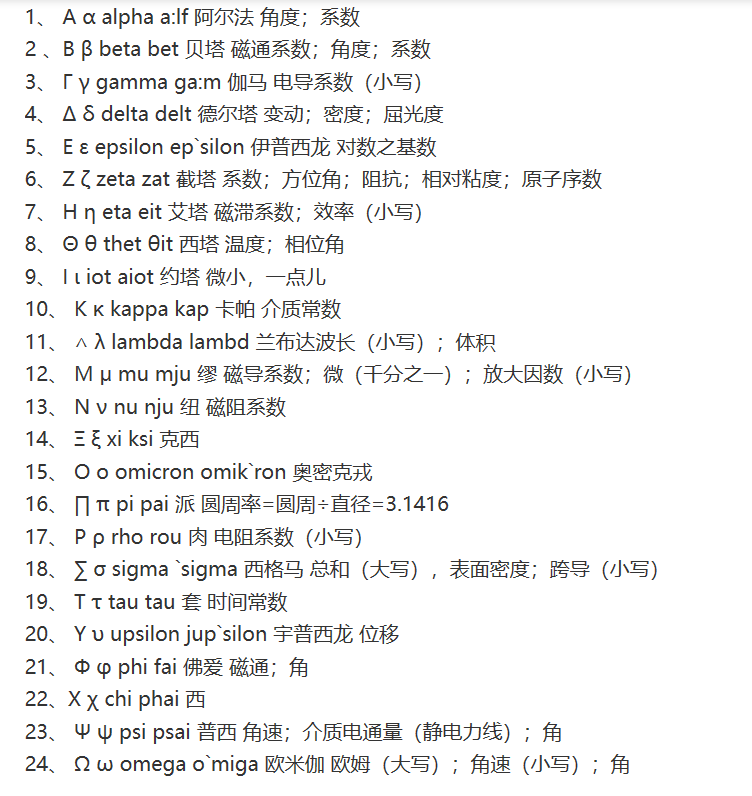 1、 Α α alpha a:lf 阿尔法 角度；系数
2 、Β β beta bet 贝塔 磁通系数；角度；系数
3、 Γ γ gamma ga:m 伽马 电导系数（小写）
4、 Δ δ delta delt 德尔塔 变动；密度；屈光度
5、 Ε ε epsilon ep`silon 伊普西龙 对数之基数
6、 Ζ ζ zeta zat 截塔 系数；方位角；阻抗；相对粘度；原子序数
7、 Η η eta eit 艾塔 磁滞系数；效率（小写）
8、 Θ θ thet θit 西塔 温度；相位角
9、 Ι ι iot aiot 约塔 微小，一点儿
10、 Κ κ kappa kap 卡帕 介质常数
11、 ∧ λ lambda lambd 兰布达波长（小写）；体积
12、 Μ μ mu mju 缪 磁导系数；微（千分之一）；放大因数（小写）
13、 Ν ν nu nju 纽 磁阻系数
14、 Ξ ξ xi ksi 克西
15、 Ο ο omicron omik`ron 奥密克戎
16、 ∏ π pi pai 派 圆周率=圆周÷直径=3.1416
17、 Ρ ρ rho rou 肉 电阻系数（小写）
18、 ∑ σ sigma `sigma 西格马 总和（大写），表面密度；跨导（小写）
19、 Τ τ tau tau 套 时间常数
20、 Υ υ upsilon jup`silon 宇普西龙 位移
21、 Φ φ phi fai 佛爱 磁通；角
22、Χ χ chi phai 西
23、 Ψ ψ psi psai 普西 角速；介质电通量（静电力线）；角
24、 Ω ω omega o`miga 欧米伽 欧姆（大写）；角速（小写）；角